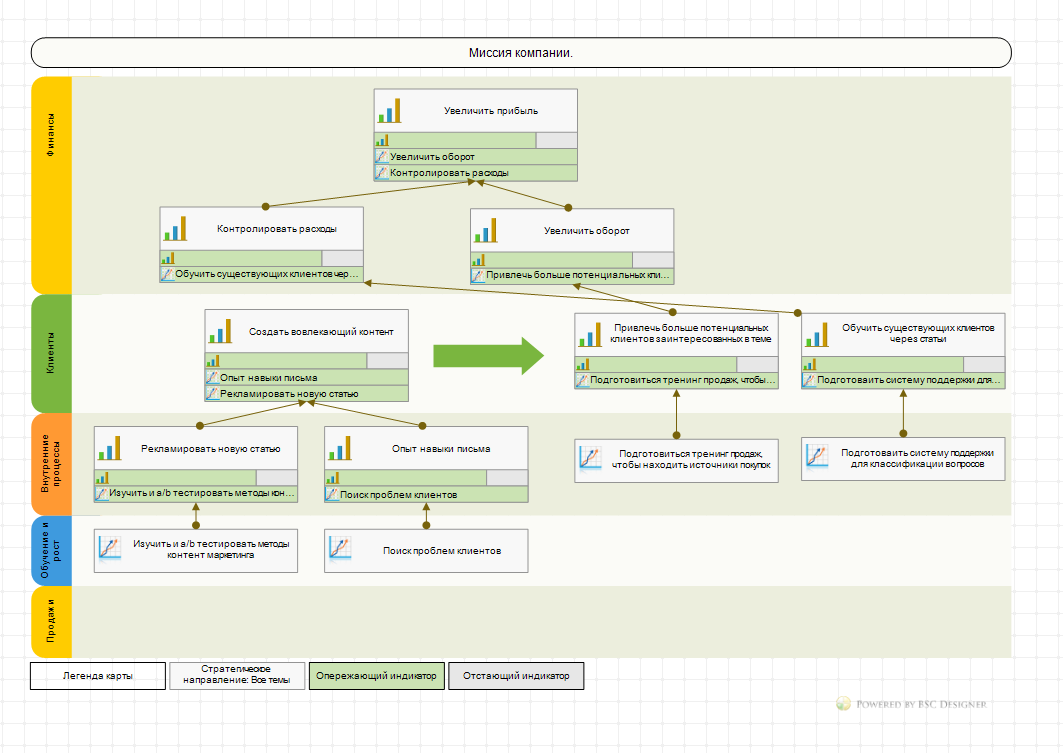 Миссия компании.
Финансы
Увеличить прибыль
Увеличить оборот
Контролировать расходы
Контролировать расходы
Обучить существующих клиентов чер...
Увеличить оборот
Привлечь больше потенциальных кли...
Клиенты
Создать вовлекающий контент
Опыт навыки письма
Рекламировать новую статью
Привлечь больше потенциальных
клиентов заинтересованных в теме
Подготовиться тренинг продаж, чтобы...
Обучить существующих клиентов
через статьи
Подготоваить систему поддержки для...
Внутренние
процессы
Рекламировать новую статью
Изучить и a/b тестировать методы кон...
Опыт навыки письма
Поиск проблем клиентов
Подготовиться тренинг продаж,
чтобы находить источники покупок
Подготоваить систему поддержки
для классификации вопросов
Обучение и
рост
Изучить и a/b тестировать методы
контент маркетинга
Поиск проблем клиентов
Продажи
Легенда карты
Стратегическое
направление: Все темы
Опережающий индикатор
Отстающий индикатор
Powered by BSC Designer